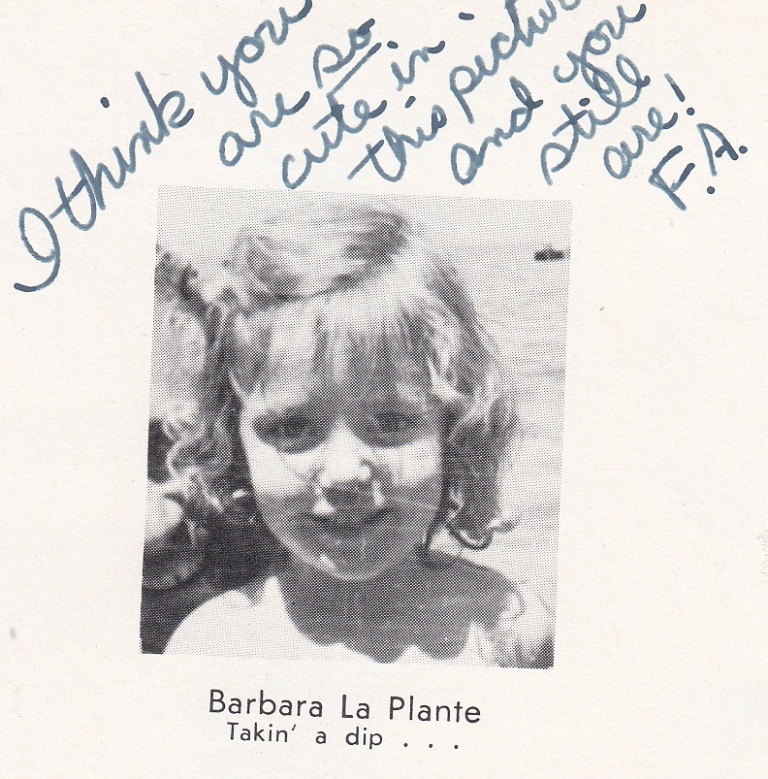 I think you
are so
cute in
this picture
and you
still
are!
F.A.
Barbara La Plante
Takin' a dip . . .